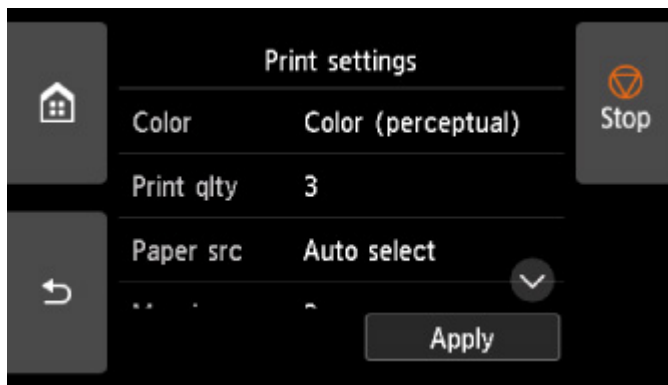 Print settings
Stop
Color Color (perceptual)
Print qlty 3
Paper src Auto select
Apply